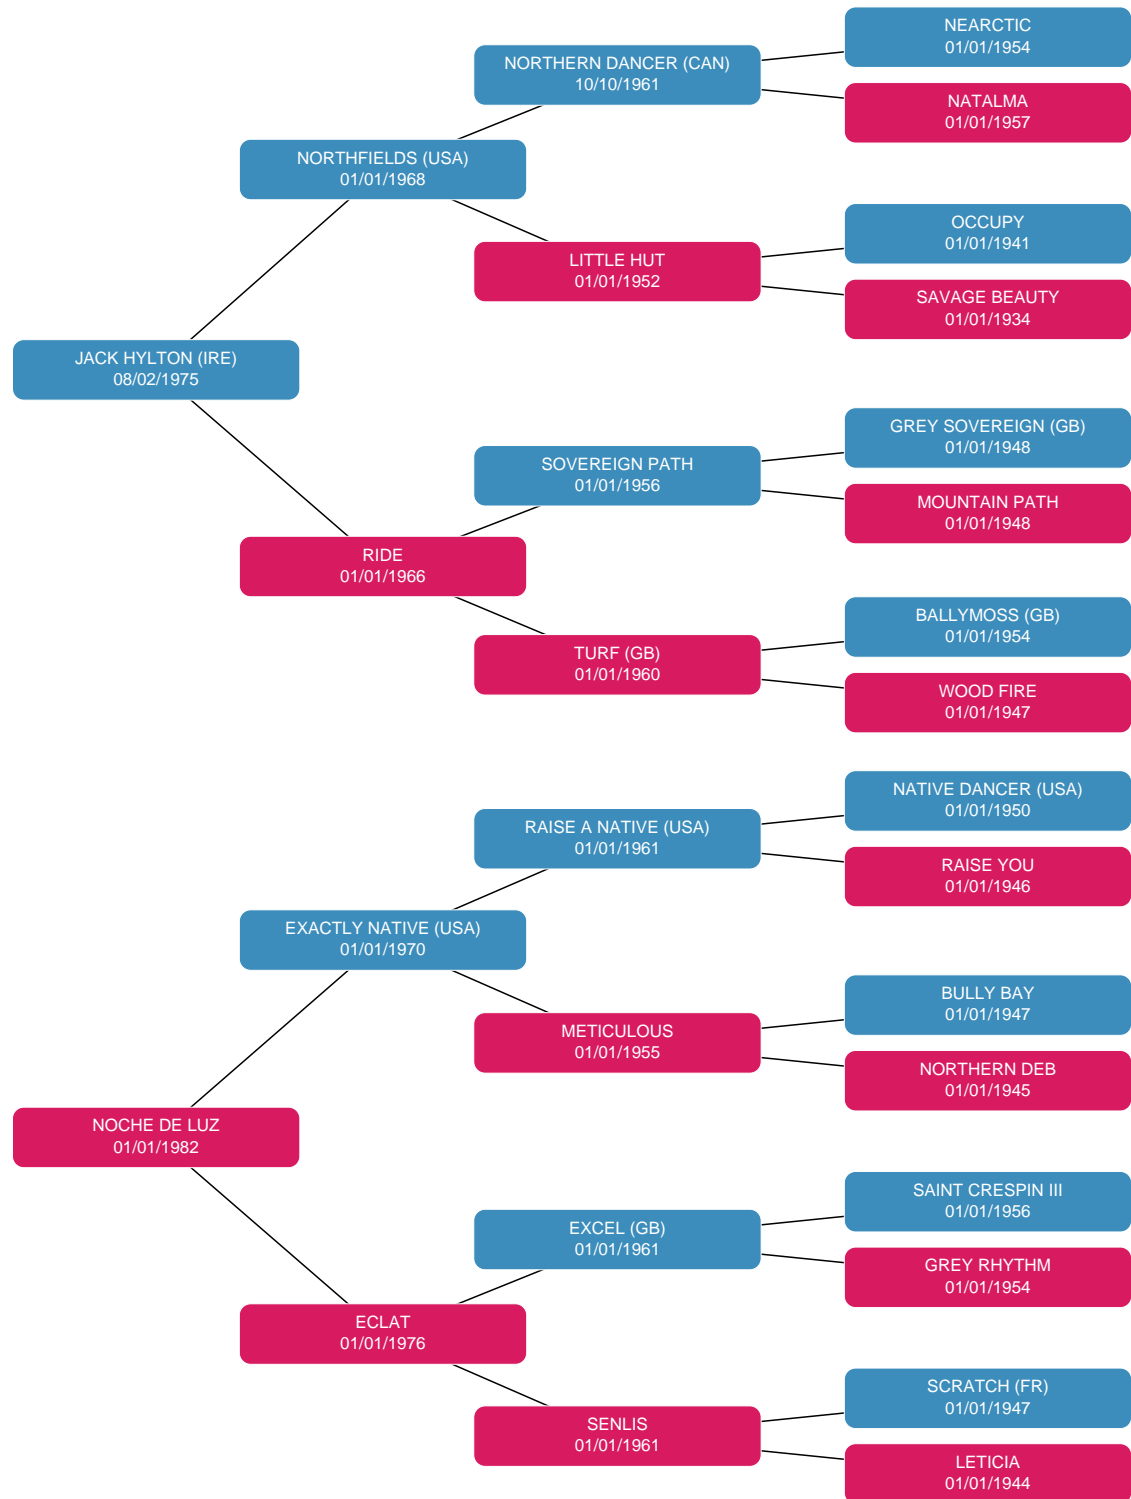 NEARCTIC
01/01/1954
NORTHERN DANCER (CAN)
10/10/1961
NATALMA
01/01/1957
NORTHFIELDS (USA)
01/01/1968
OCCUPY
01/01/1941
LITTLE HUT
01/01/1952
SAVAGE BEAUTY
01/01/1934
JACK HYLTON (IRE)
08/02/1975
GREY SOVEREIGN (GB)
01/01/1948
SOVEREIGN PATH
01/01/1956
MOUNTAIN PATH
01/01/1948
RIDE
01/01/1966
BALLYMOSS (GB)
01/01/1954
TURF (GB)
01/01/1960
WOOD FIRE
01/01/1947
NATIVE DANCER (USA)
01/01/1950
RAISE A NATIVE (USA)
01/01/1961
RAISE YOU
01/01/1946
EXACTLY NATIVE (USA)
01/01/1970
BULLY BAY
01/01/1947
METICULOUS
01/01/1955
NORTHERN DEB
01/01/1945
NOCHE DE LUZ
01/01/1982
SAINT CRESPIN III
01/01/1956
EXCEL (GB)
01/01/1961
GREY RHYTHM
01/01/1954
ECLAT
01/01/1976
SCRATCH (FR)
01/01/1947
SENLIS
01/01/1961
LETICIA
01/01/1944